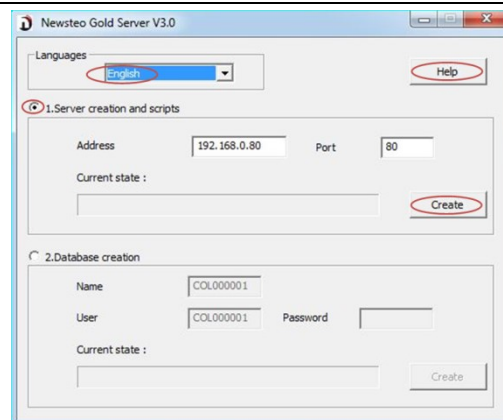 Newsteo Gold Server V3.0
Languages
English
Help
1.Server creation and scripts
Address 192.168.0.80 Port 80
Current state :
Create
2.Database creation
Name COL000001
User COL000001 Password
Current state :
Create